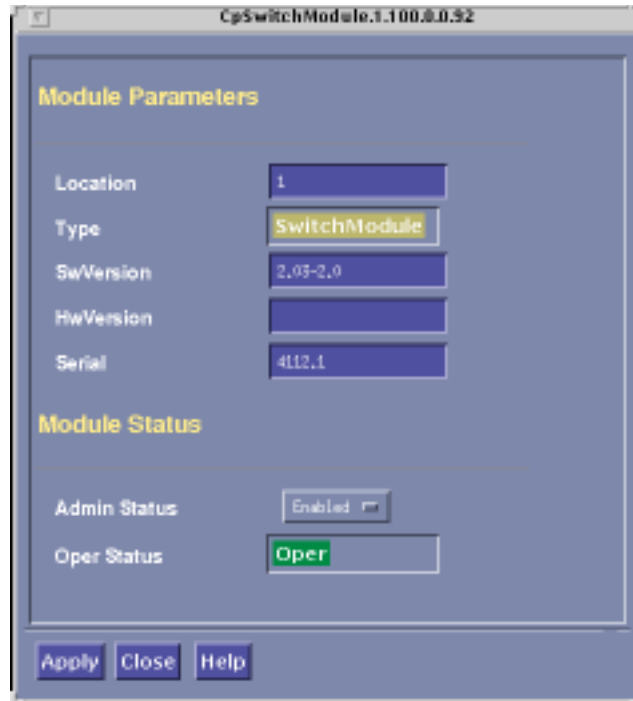 CpSwitchModule.1.100.0.0.92
Module Parameters
Location 1
Type SwitchModule
SwVersion 2.03-2.0
HwVersion
Serial 4112.1
Module Status
Admin Status Enabled
Oper Status Oper
Apply Close Help